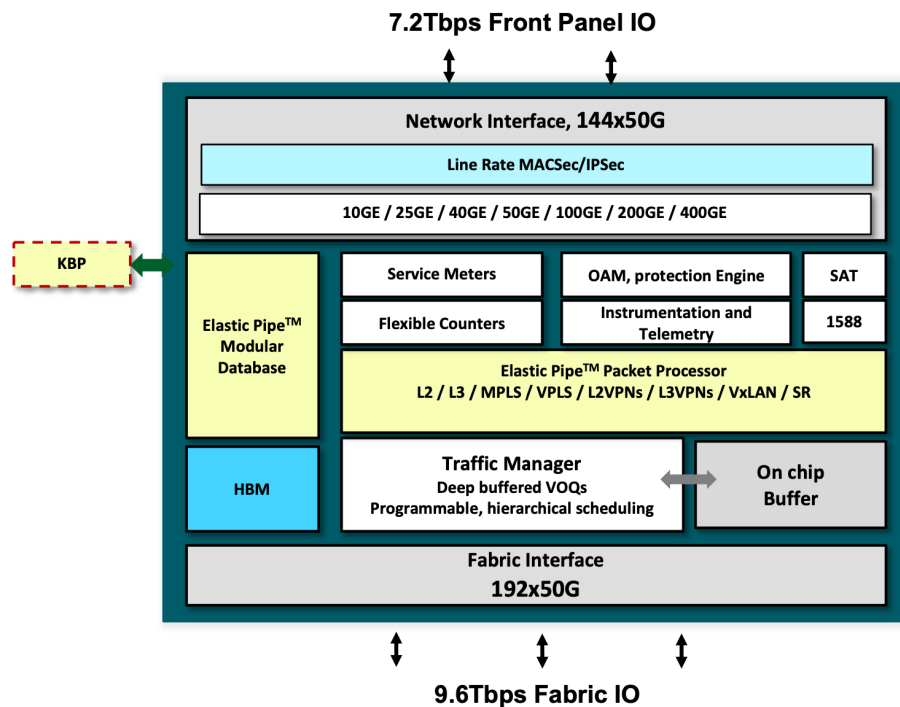 7.2Tbps Front Panel IO
Network Interface, 144x50G
Line Rate MACSec/IPSec
10GE / 25GE / 40GE / 50GE / 100GE / 200GE / 400GE
KBP
Elastic Pipe™
Modular
Database
Service Meters
OAM, protection Engine
SAT
Flexible Counters
Instrumentation and
Telemetry
1588
Elastic Pipe™ Packet Processor
L2 / L3 / MPLS / VPLS / L2VPNs / L3VPNs / VxLAN / SR
HBM
Traffic Manager
Deep buffered VOQs
Programmable, hierarchical scheduling
On chip
Buffer
Fabric Interface
192x50G
9.6Tbps Fabric IO